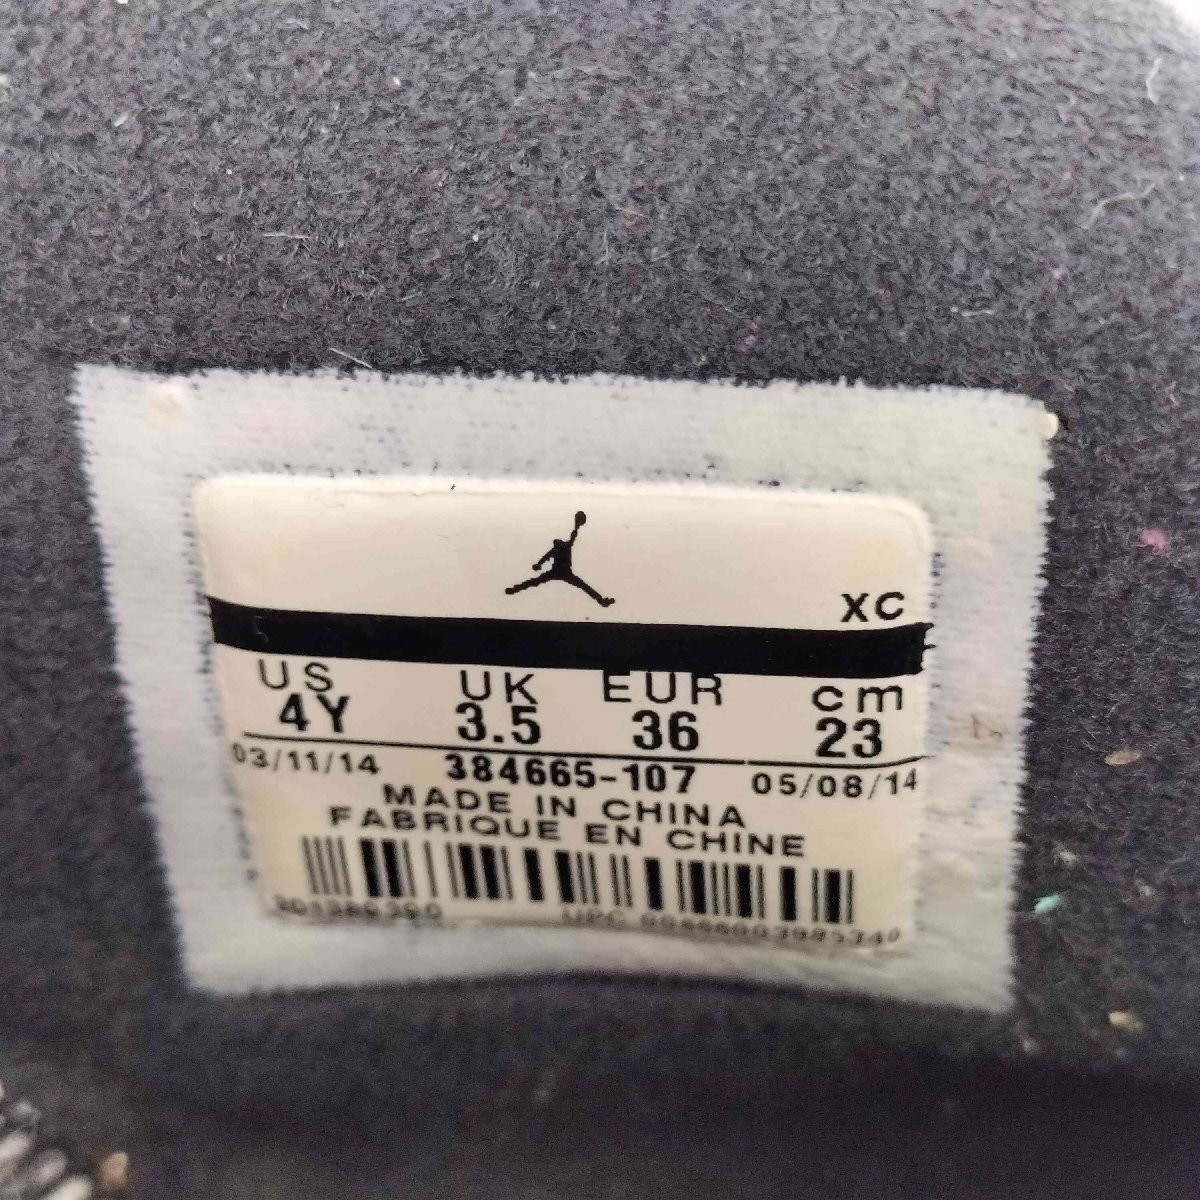 XC
US UK EUR cm
4Y 3.5 36 23
03/11/14 384665-107 05/08/14
MADE IN CHINA
FABRIQUE EN CHINE
UPC